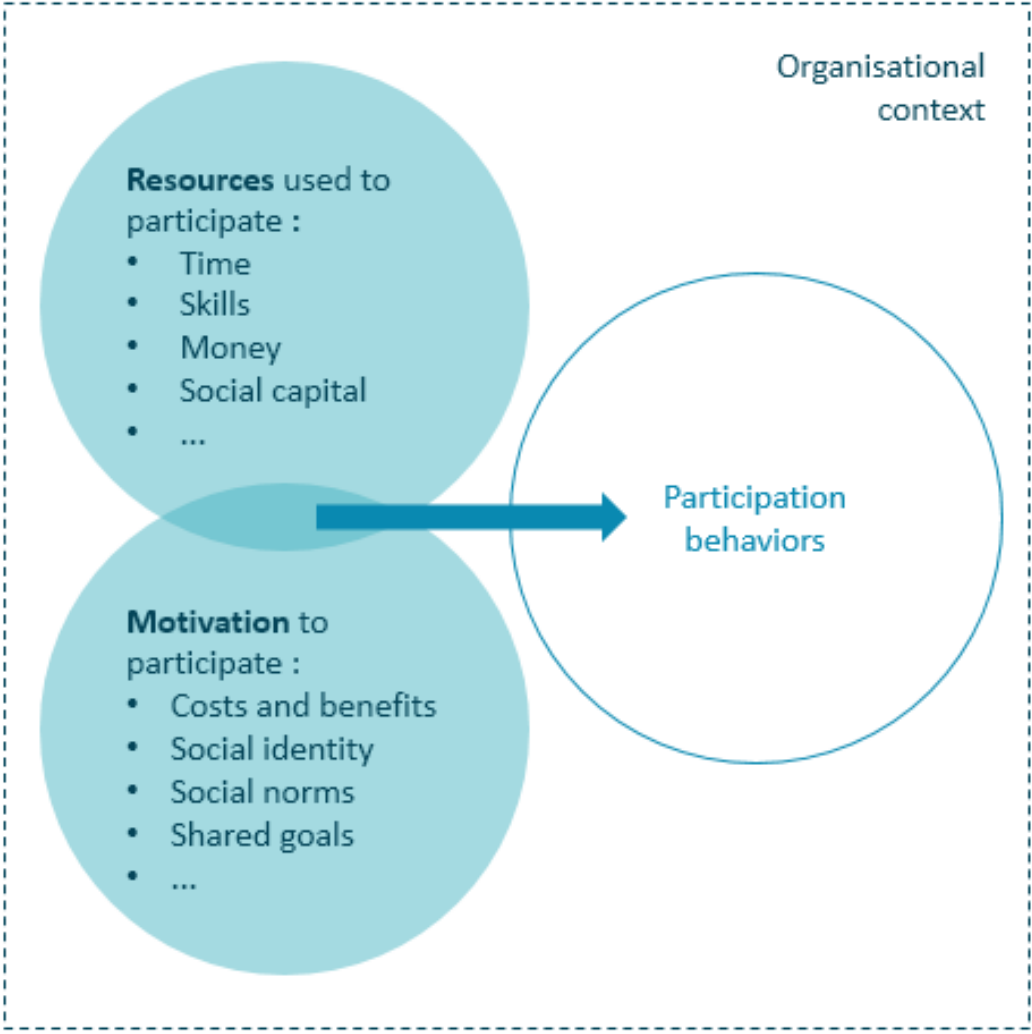 Organisational
context
Resources used to
participate :
• Time
• Skills
• Money
• Social capital
• ...
Participation
behaviors
Motivation to
participate :
• Costs and benefits
• Social identity
• Social norms
• Shared goals
• ...